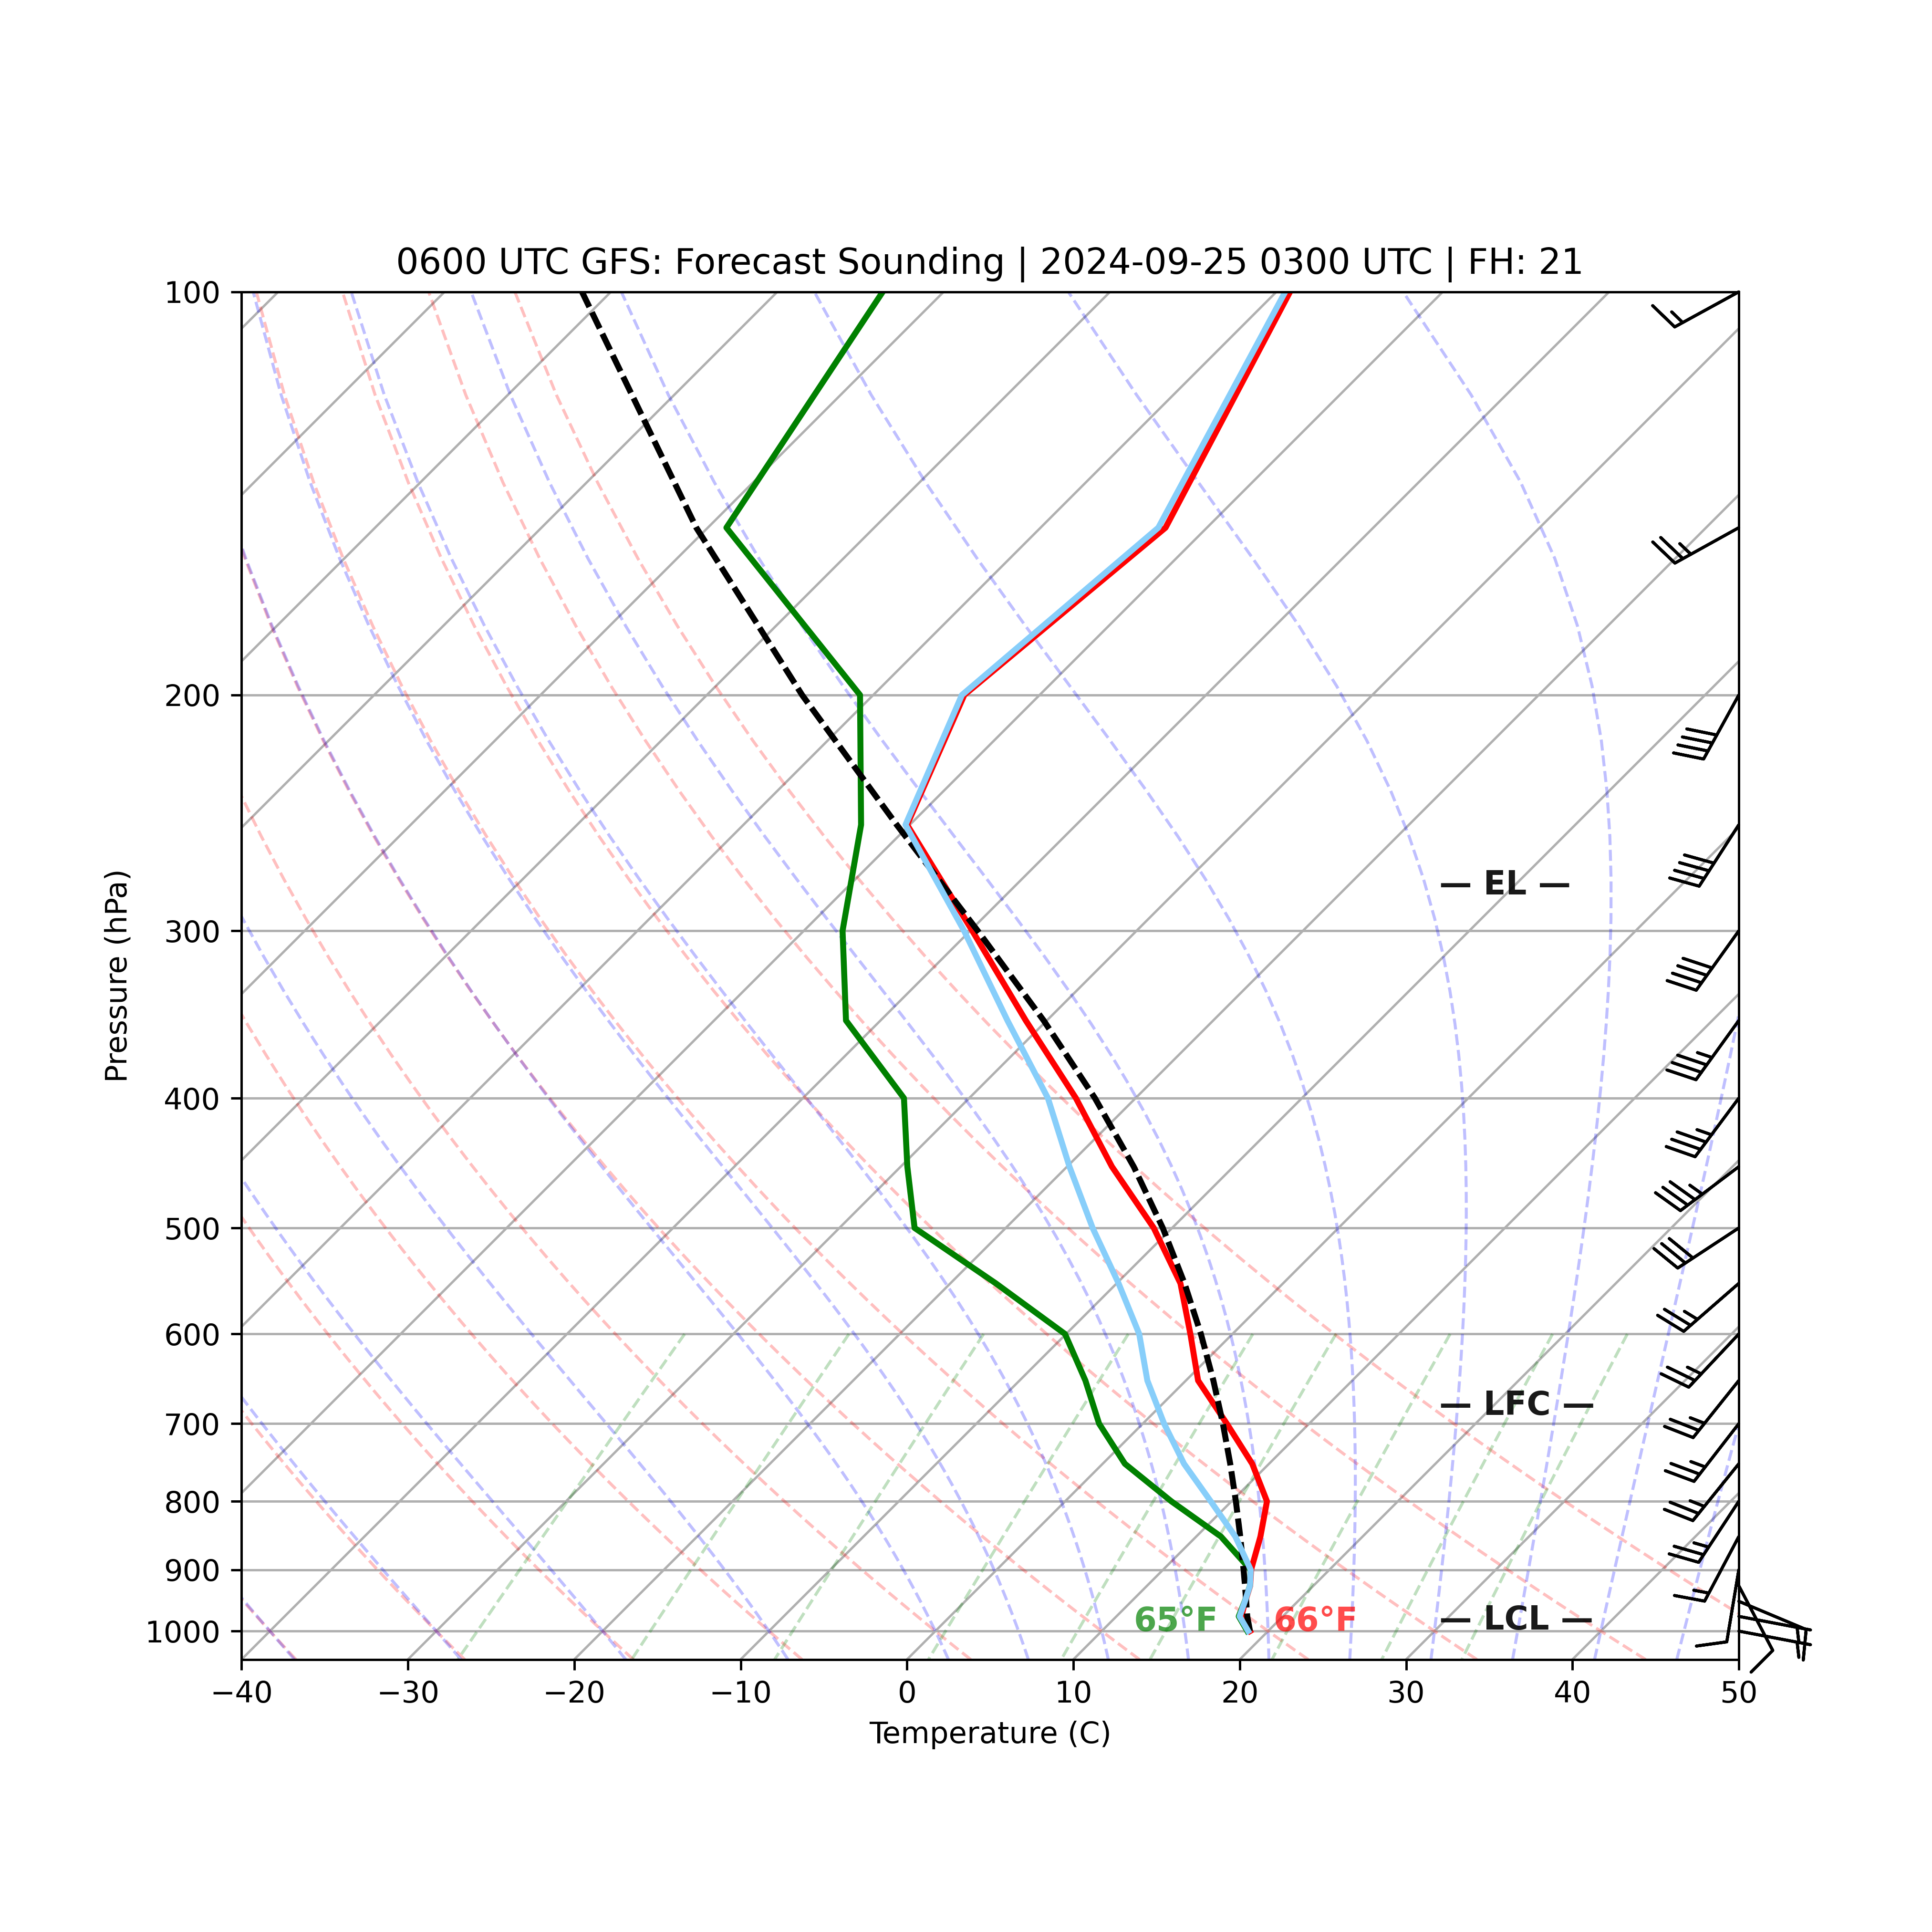 0600 UTC GFS: Forecast Sounding | 2024-09-25 0300 UTC | FH: 21
100
200
300
400
500
600
700
800
900
1000
Pressure (hPa)
— EL —
— LFC —
— LCL —
65°F 66°F
−40 −30 −20 −10 0 10 20 30 40 50
Temperature (C)